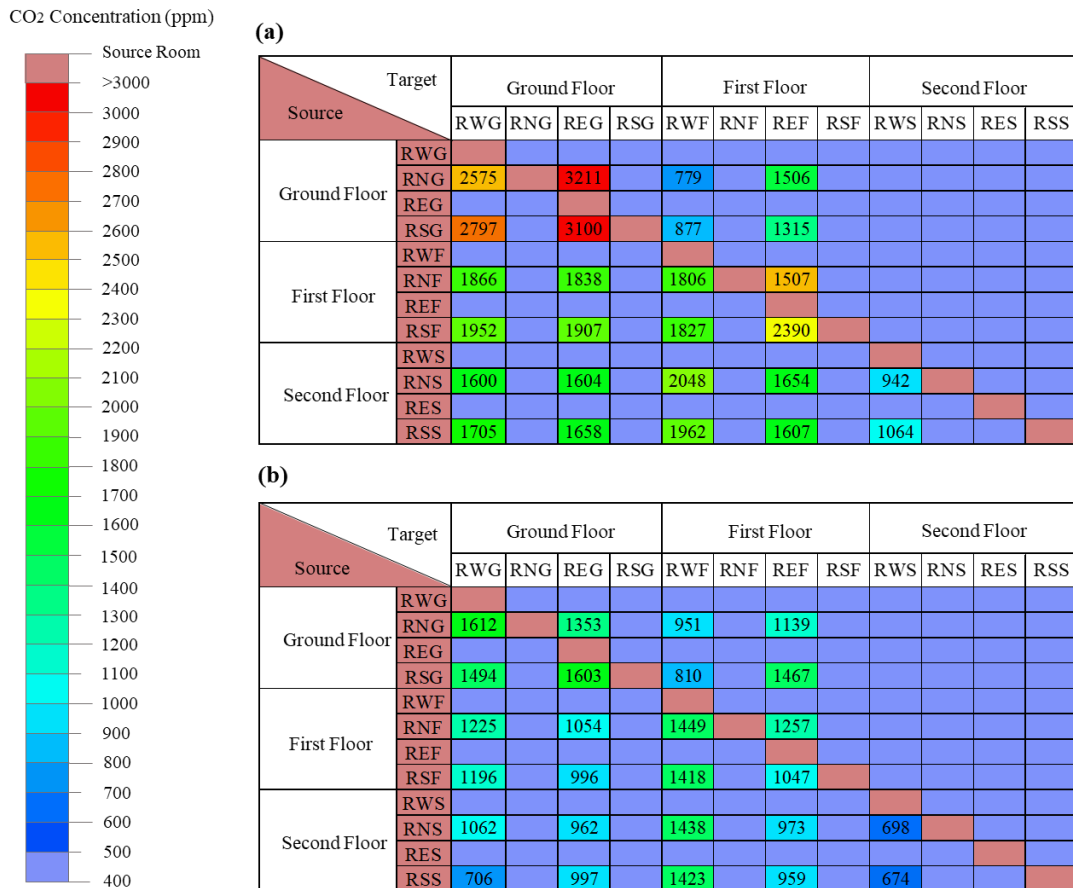 CO2 Concentration (ppm)
Source Room
>3000
3000
2900
2800
2700
2600
2500
2400
2300
2200
2100
2000
1900
1800
1700
1600
1500
1400
1300
1200
1100
1000
900
800
700
600
500
400
(a)
Target
Source
Ground Floor First Floor Second Floor
RWG RNG REG RSG RWF RNF REF RSF RWS RNS RES RSS
Ground Floor
RWG
RNG 2575 3211 779 1506
REG
RSG 2797 3100 877 1315
First Floor
RWF
RNF 1866 1838 1806 1507
REF
RSF 1952 1907 1827 2390
Second Floor
RWS
RNS 1600 1604 2048 1654 942
RES
RSS 1705 1658 1962 1607 1064
(b)
Target
Source
Ground Floor First Floor Second Floor
RWG RNG REG RSG RWF RNF REF RSF RWS RNS RES RSS
Ground Floor
RWG
RNG 1612 1353 951 1139
REG
RSG 1494 1603 810 1467
First Floor
RWF
RNF 1225 1054 1449 1257
REF
RSF 1196 996 1418 1047
Second Floor
RWS
RNS 1062 962 1438 973 698
RES
RSS 706 997 1423 959 674